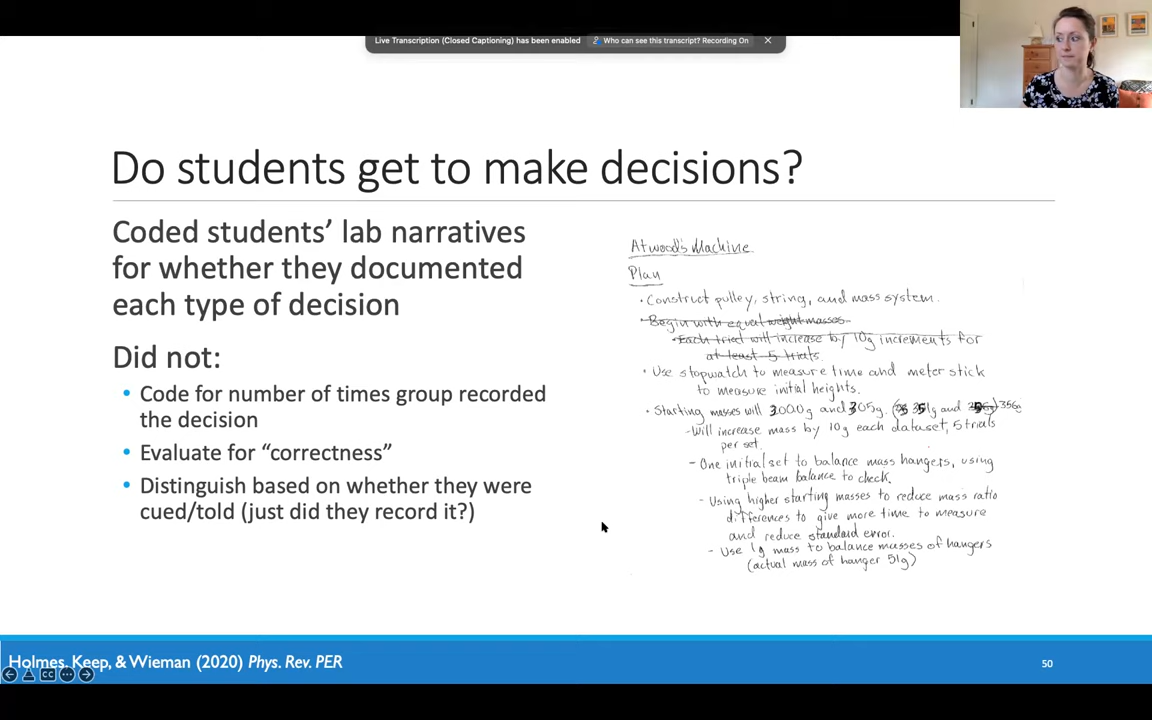 Live Transcription (Closed Captioning) has been enabled
Who can see this transcript? Recording On
Do students get to make decisions?
Coded students' lab narratives
for whether they documented
each type of decision
Did not:
• Code for number of times group recorded
the decision
• Evaluate for "correctness"
• Distinguish based on whether they were
cued/told (just did they record it?)
Atwood's Machine
Plan
• Construct pulley, string, and mass system.
• Begin with equal weight masses.
- Each tried will increase by 10g increments for
at least 5 trials.
• Use stopwatch to measure time and meter stick
to measure initial heights.
• Starting masses will 300.0g and 305g. (351g and 356g
- Will increase mass by 10g each dataset, 5 trials
per set.
- One initial set to balance mass hangers, using
triple beam balance to check.
- Using higher starting masses to reduce mass ratio
differences to give more time to measure
and reduce standard error.
- Use 1g mass to balance masses of hangers
(actual mass of hanger 51g)
Holmes, Keep, & Wieman (2020) Phys. Rev. PER
50
CC